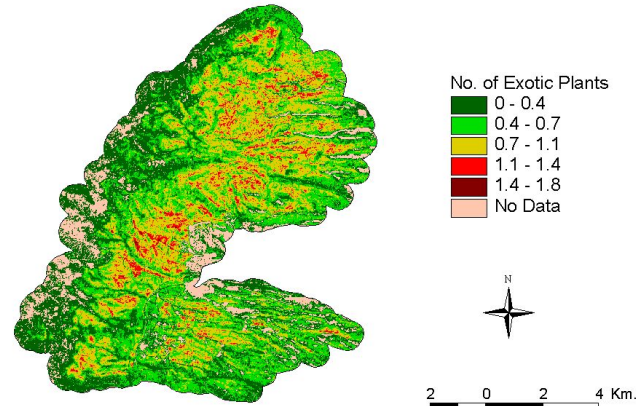 No. of Exotic Plants
0 - 0.4
0.4 - 0.7
0.7 - 1.1
1.1 - 1.4
1.4 - 1.8
No Data
N
2 0 2 4 Km.